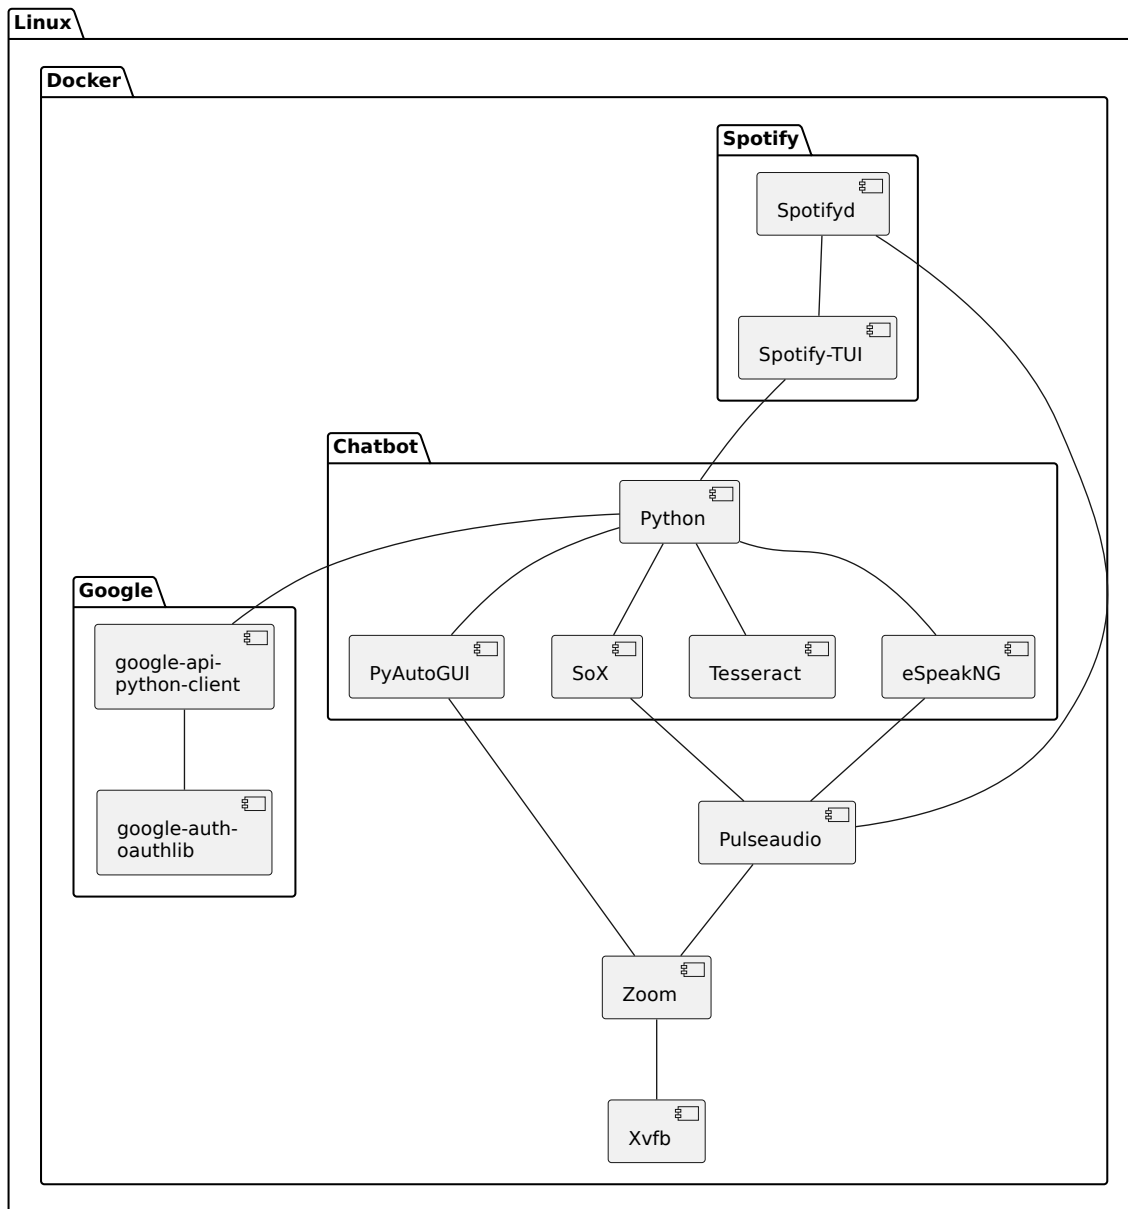 Linux
Docker
Spotify
Spotifyd
Spotify-TUI
Chatbot
Python
Google
google-api-
python-client
PyAutoGUI
SoX
Tesseract
eSpeakNG
google-auth-
oauthlib
Pulseaudio
Zoom
Xvfb